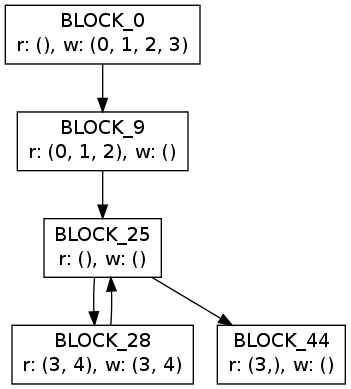 BLOCK_0
r: (), w: (0, 1, 2, 3)
BLOCK_9
r: (0, 1, 2), w: ()
BLOCK_25
r: (), w: ()
BLOCK_28
r: (3, 4), w: (3, 4)
BLOCK_44
r: (3,), w: ()